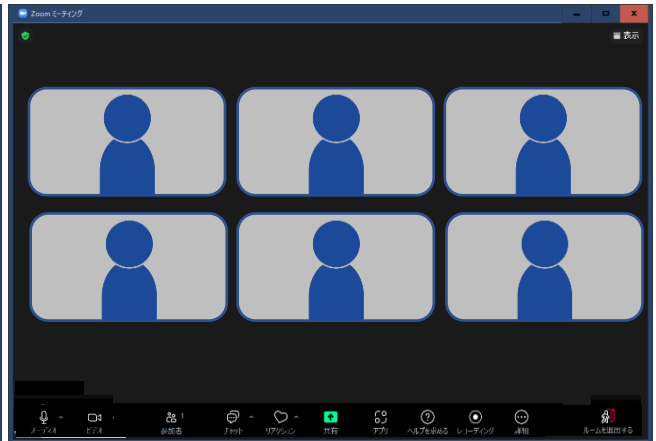 Zoom ミーティング
表示
オーディオ
ビデオ
参加者 1
チャット
リアクション
共有
アプリ
ヘルプを求める
レコーディング
詳細
ルームを退出する